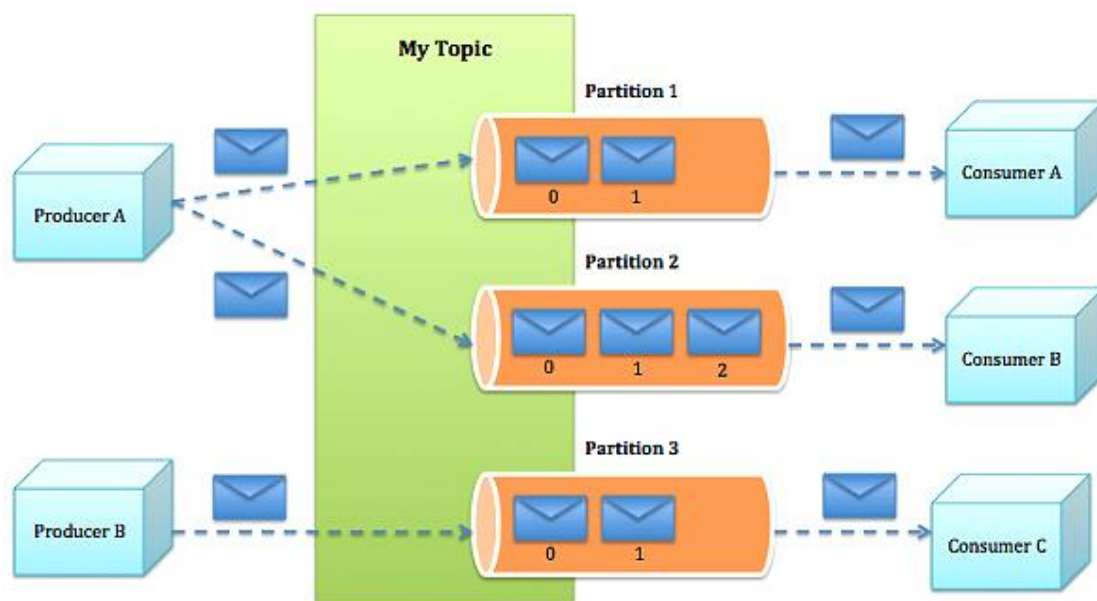 My Topic
Partition 1
Producer A
0 1
Consumer A
Partition 2
0 1 2
Consumer B
Partition 3
Producer B
0 1
Consumer C